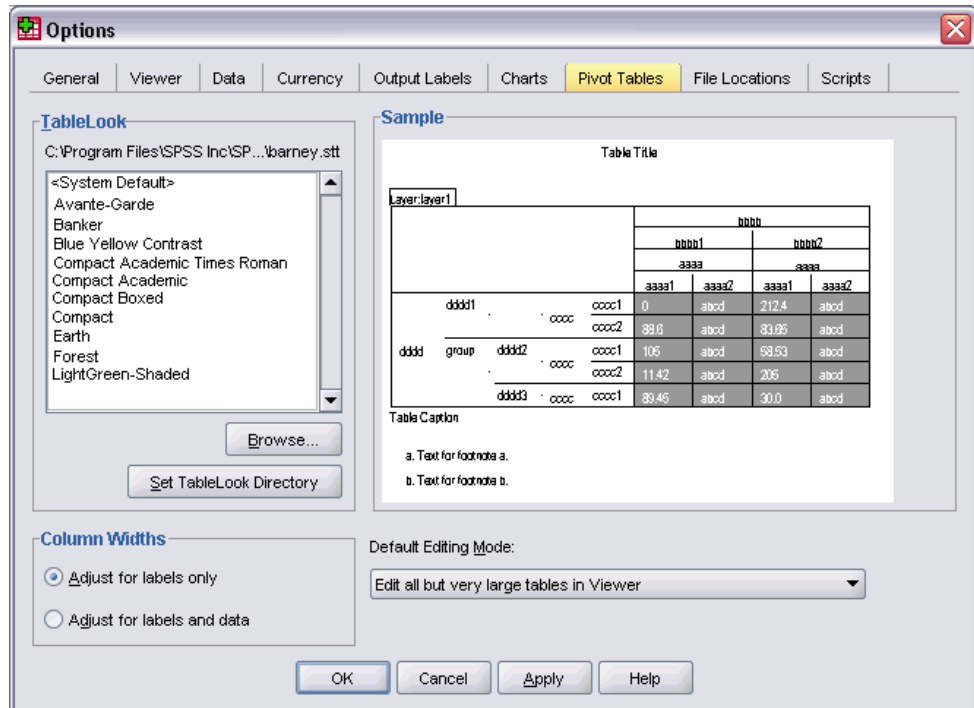 Options
General Viewer Data Currency Output Labels Charts Pivot Tables File Locations Scripts
TableLook
C:\Program Files\SPSS Inc\SP...\barney.stt
<System Default>
Avante-Garde
Banker
Blue Yellow Contrast
Compact Academic Times Roman
Compact Academic
Compact Boxed
Compact
Earth
Forest
LightGreen-Shaded
Browse...
Set TableLook Directory
Sample
Table Title
Layer:layer1
bbbb
bbbb1 bbbb2
aaaa aaaa
aaaa1 aaaa2 aaaa1 aaaa2
dddd1 cccc cccc1 0 abcd 212.4 abcd
cccc2 88.6 abcd 83.65 abcd
dddd group dddd2 cccc cccc1 105 abcd 58.53 abcd
cccc2 11.42 abcd 205 abcd
dddd3 cccc cccc1 89.46 abcd 30.0 abcd
Table Caption
a. Text for footnote a.
b. Text for footnote b.
Column Widths
Adjust for labels only
Adjust for labels and data
Default Editing Mode:
Edit all but very large tables in Viewer
OK Cancel Apply Help